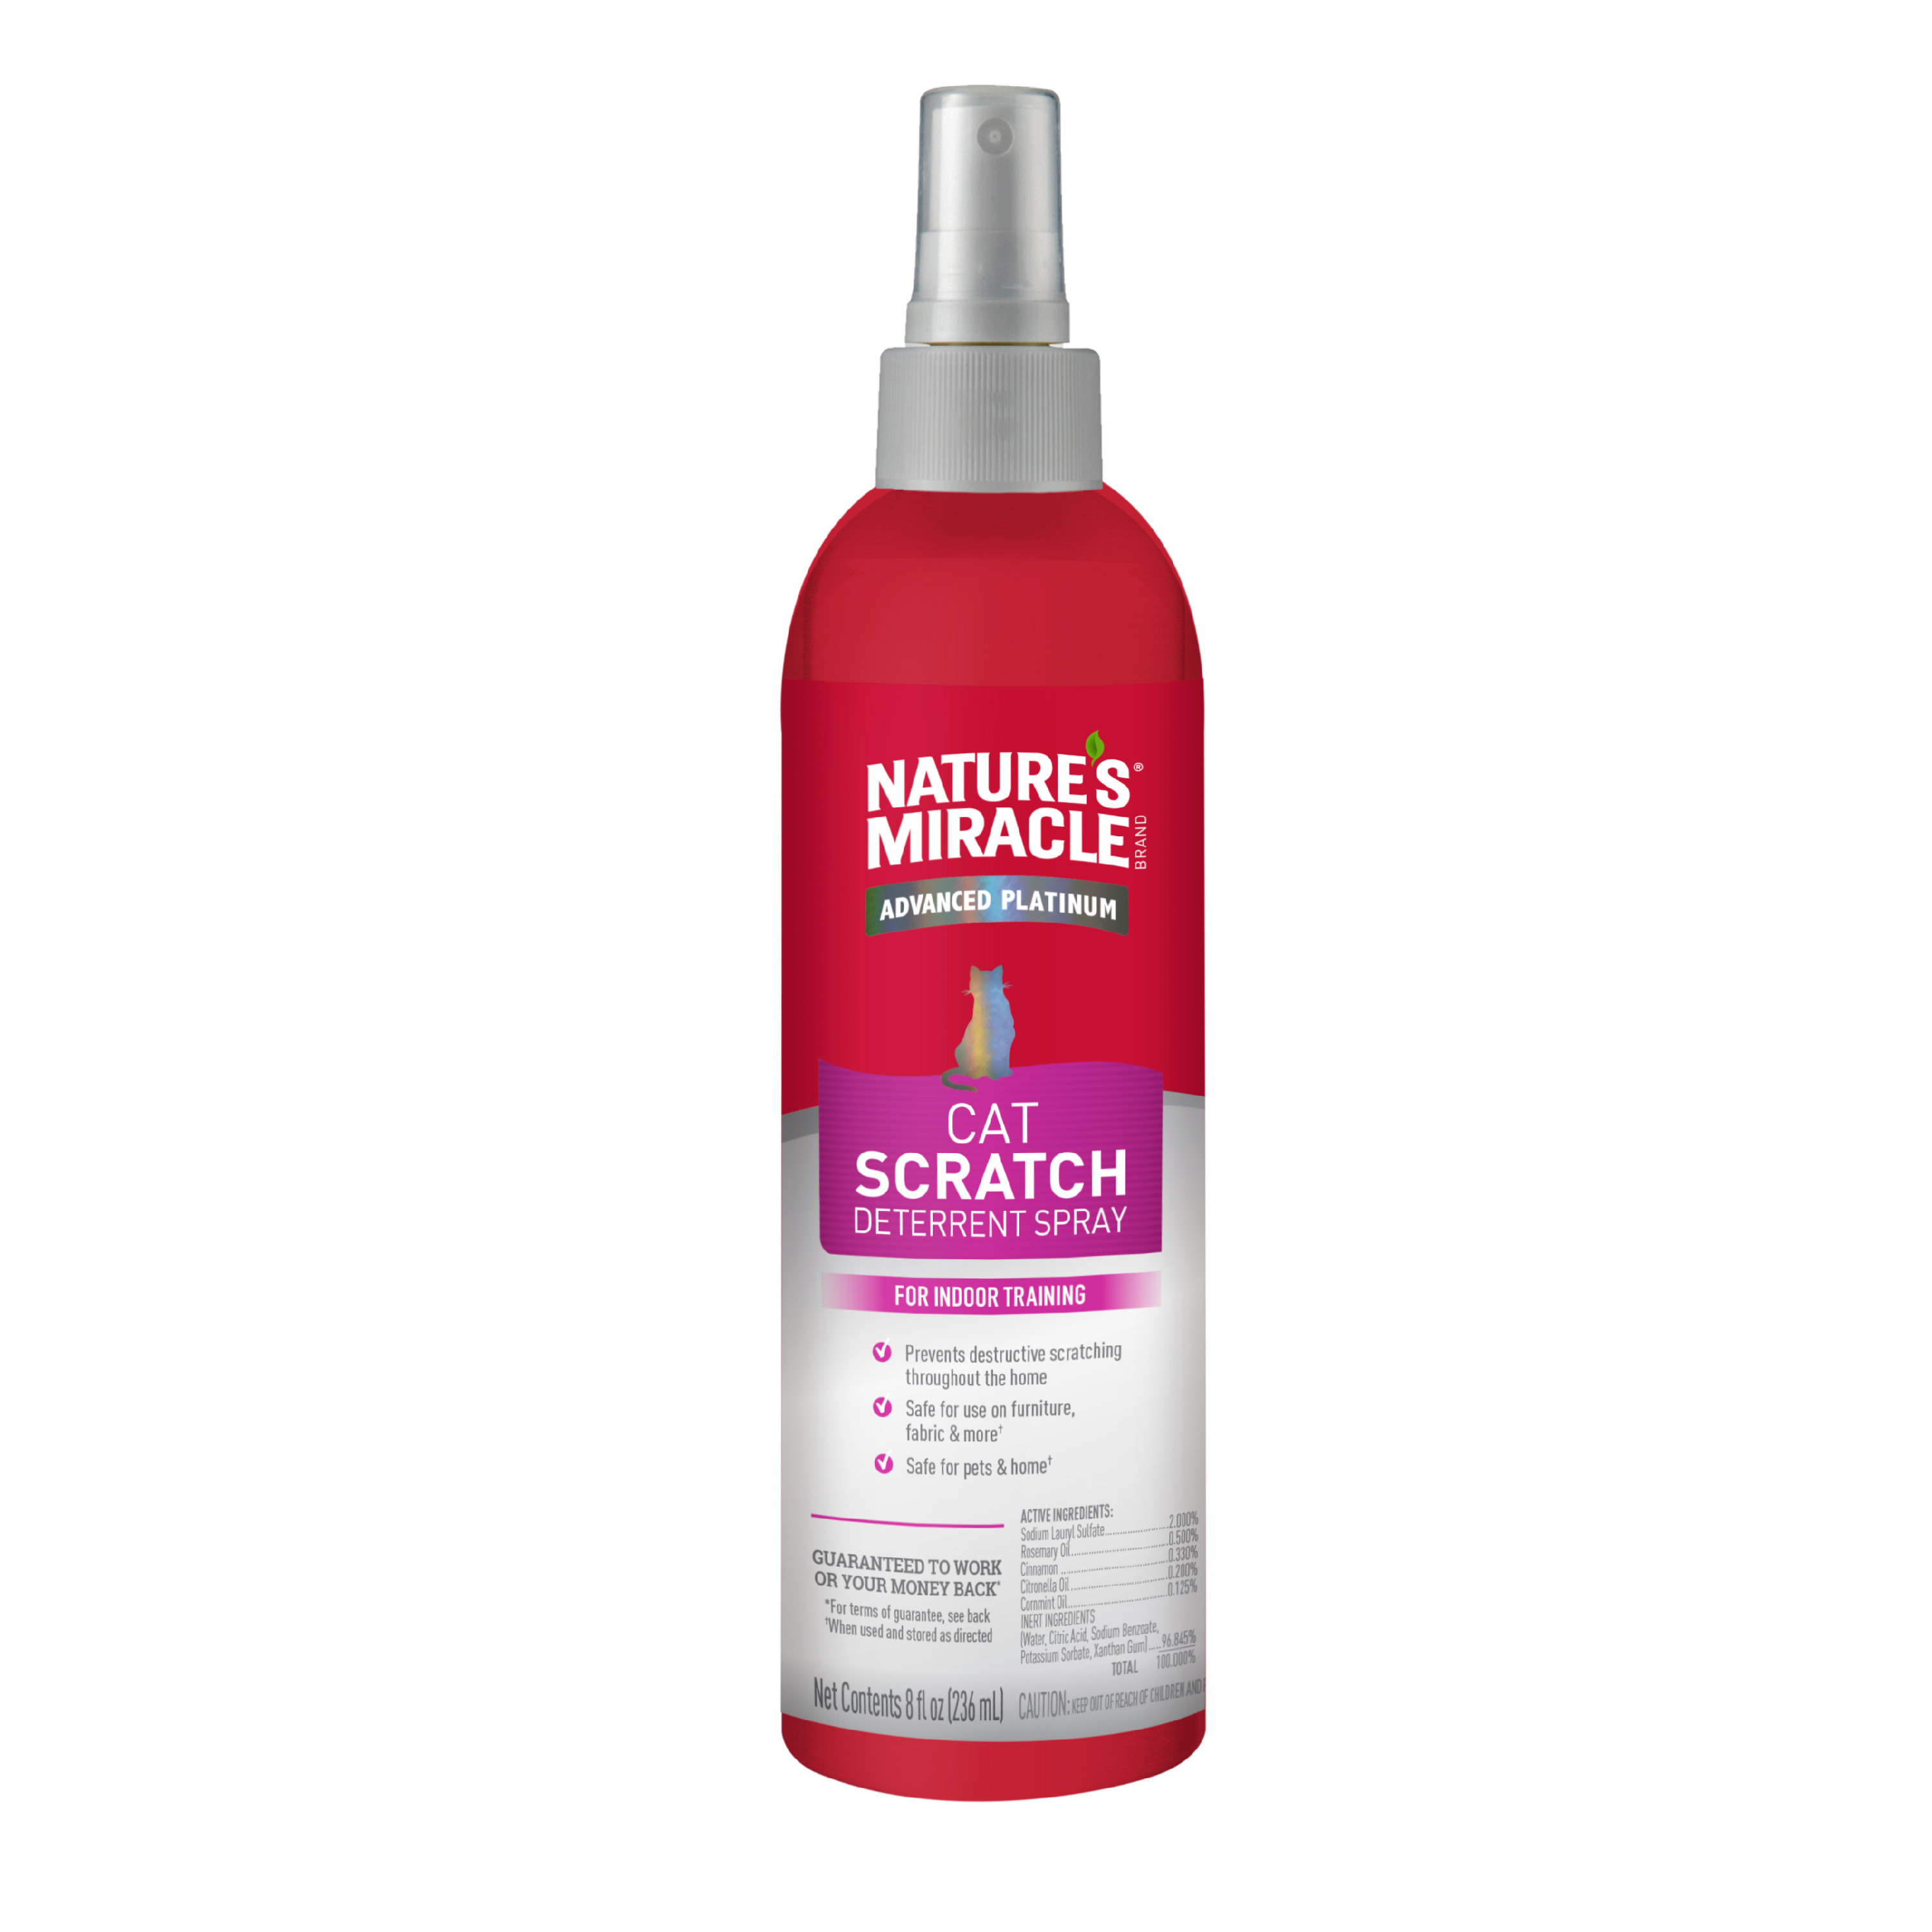 NATURE'S®
MIRACLE BRAND
ADVANCED PLATINUM
CAT
SCRATCH
DETERRENT SPRAY
FOR INDOOR TRAINING
Prevents destructive scratching
throughout the home
Safe for use on furniture,
fabric & more†
Safe for pets & home†
GUARANTEED TO WORK
OR YOUR MONEY BACK*
*For terms of guarantee, see back
†When used and stored as directed
Net Contents 8 fl oz (236 mL)
ACTIVE INGREDIENTS:
Sodium Lauryl Sulfate 2.000%
Rosemary Oil 0.500%
Cinnamon 0.330%
Citronella Oil 0.200%
Cornmint Oil 0.125%
INERT INGREDIENTS
(Water, Citric Acid, Sodium Benzoate,
Potassium Sorbate, Xanthan Gum) 96.845%
TOTAL 100.000%
CAUTION: KEEP OUT OF REACH OF CHILDREN AND